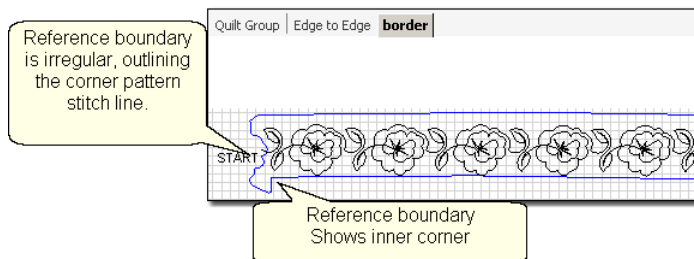 Quilt Group Edge to Edge border
Reference boundary
is irregular, outlining
the corner pattern
stitch line.
START
Reference boundary
Shows inner corner